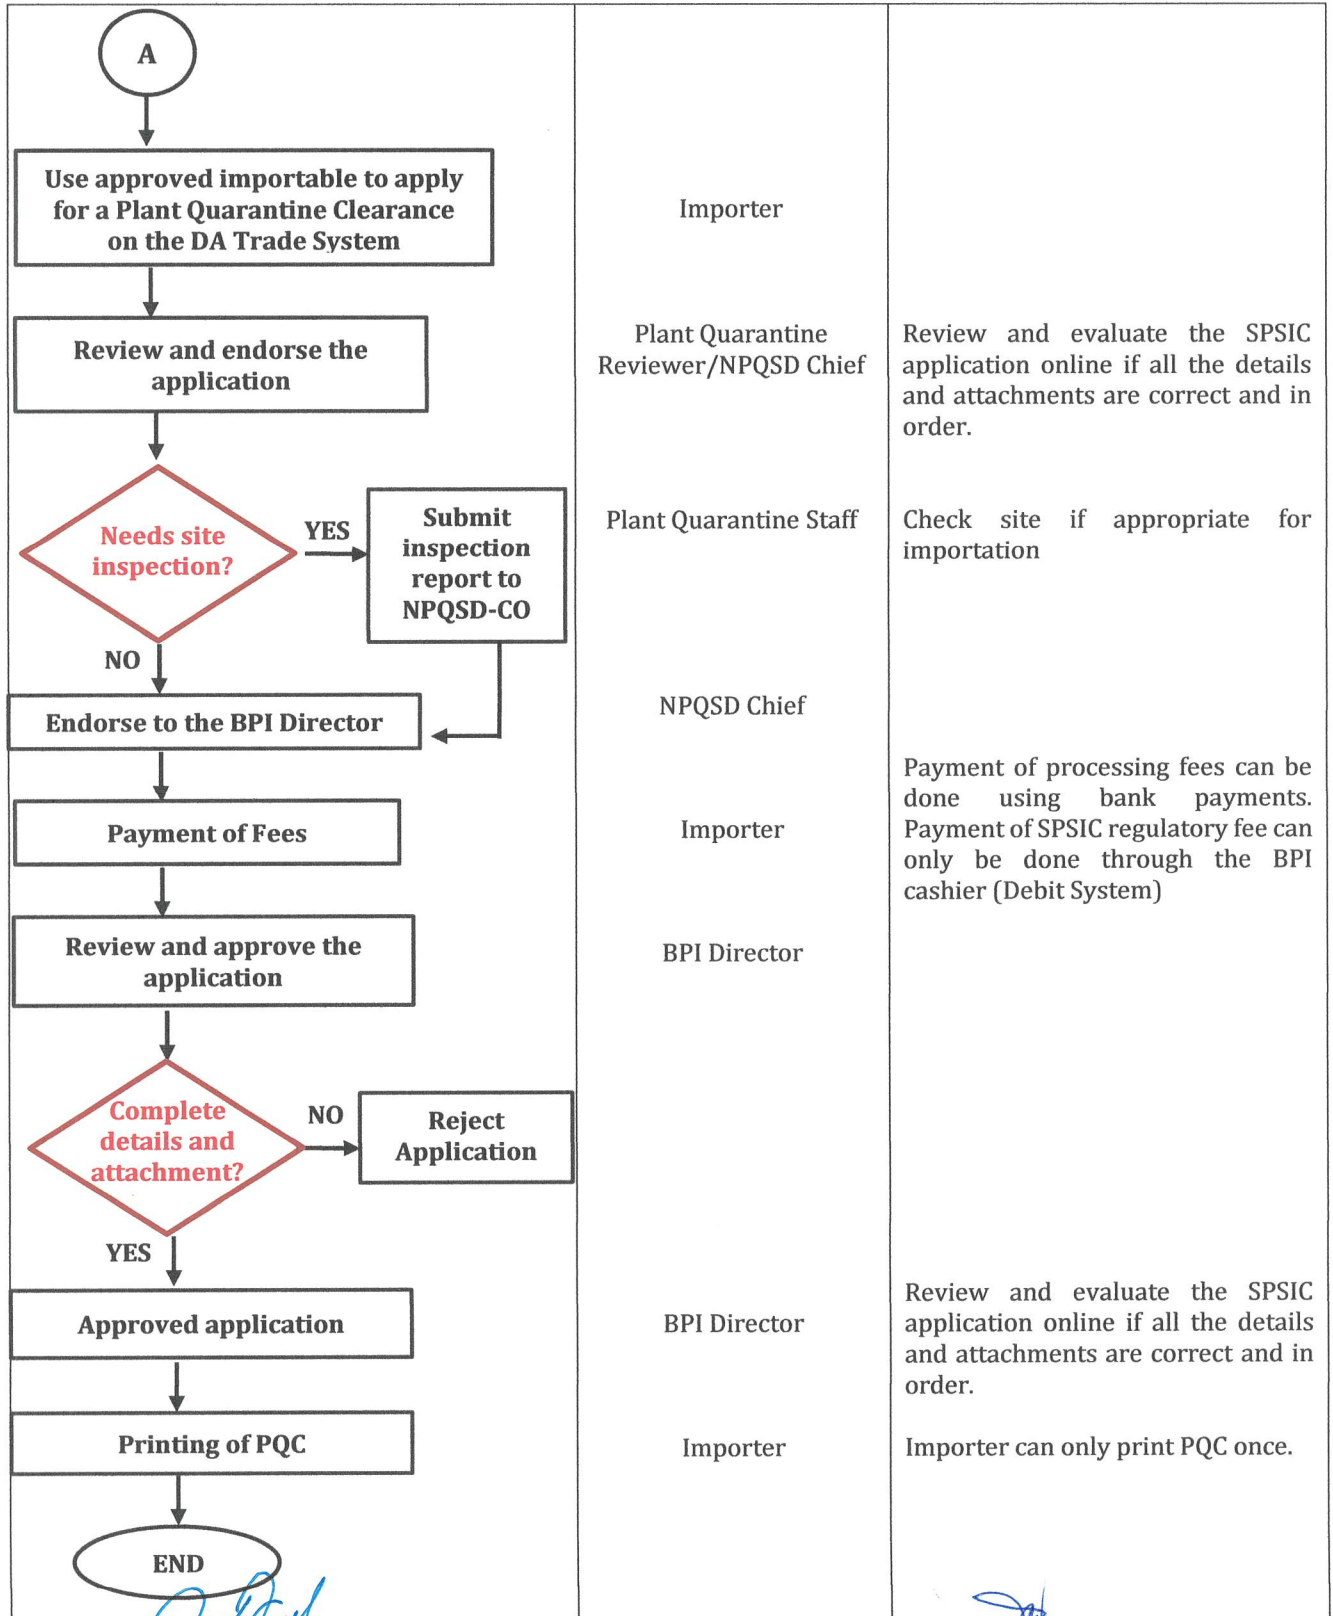 A
Use approved importable to apply
for a Plant Quarantine Clearance
on the DA Trade System
Importer
Review and endorse the
application
Plant Quarantine
Reviewer/NPQSD Chief
Review and evaluate the SPSIC
application online if all the details
and attachments are correct and in
order.
Needs site
inspection?
YES
Submit
inspection
report to
NPQSD-CO
Plant Quarantine Staff
Check site if appropriate for
importation
NO
Endorse to the BPI Director
NPQSD Chief
Payment of Fees
Importer
Payment of processing fees can be
done using bank payments.
Payment of SPSIC regulatory fee can
only be done through the BPI
cashier (Debit System)
Review and approve the
application
BPI Director
Complete
details and
attachment?
NO
Reject
Application
YES
Approved application
BPI Director
Review and evaluate the SPSIC
application online if all the details
and attachments are correct and in
order.
Printing of PQC
Importer
Importer can only print PQC once.
END